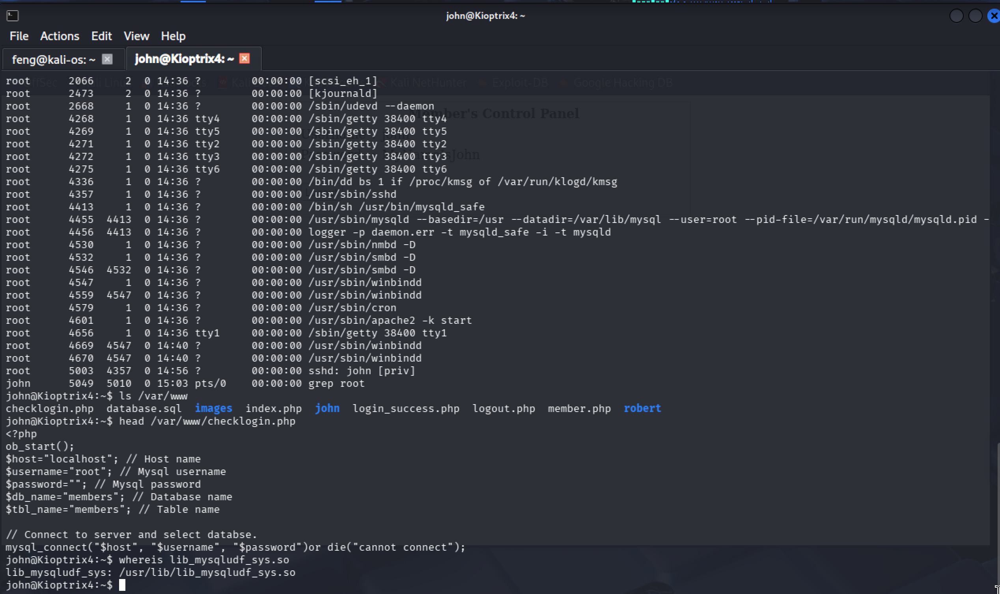 john@Kioptrix4: ~
File Actions Edit View Help
feng@kali-os: ~ john@Kioptrix4: ~
root 2066 2 0 14:36 ? 00:00:00 [scsi_eh_1]
Kali NetHunter Exploit-DB Google Hacking DB
root 2473 2 0 14:36 ? 00:00:00 [kjournald]
root 2668 1 0 14:36 ? 00:00:00 /sbin/udevd --daemon
Member's Control Panel
root 4268 1 0 14:36 tty4 00:00:00 /sbin/getty 38400 tty4
root 4269 1 0 14:36 tty5 00:00:00 /sbin/getty 38400 tty5
john
root 4271 1 0 14:36 tty2 00:00:00 /sbin/getty 38400 tty2
root 4272 1 0 14:36 tty3 00:00:00 /sbin/getty 38400 tty3
MyNameIsJohn
root 4275 1 0 14:36 tty6 00:00:00 /sbin/getty 38400 tty6
root 4336 1 0 14:36 ? 00:00:00 /bin/dd bs 1 if /proc/kmsg of /var/run/klogd/kmsg
root 4357 1 0 14:36 ? 00:00:00 /usr/sbin/sshd
root 4413 1 0 14:36 ? 00:00:00 /bin/sh /usr/bin/mysqld_safe
root 4455 4413 0 14:36 ? 00:00:00 /usr/sbin/mysqld --basedir=/usr --datadir=/var/lib/mysql --user=root --pid-file=/var/run/mysqld/mysqld.pid -
root 4456 4413 0 14:36 ? 00:00:00 logger -p daemon.err -t mysqld_safe -i -t mysqld
root 4530 1 0 14:36 ? 00:00:00 /usr/sbin/nmbd -D
root 4532 1 0 14:36 ? 00:00:00 /usr/sbin/smbd -D
root 4546 4532 0 14:36 ? 00:00:00 /usr/sbin/smbd -D
root 4547 1 0 14:36 ? 00:00:00 /usr/sbin/winbindd
root 4559 4547 0 14:36 ? 00:00:00 /usr/sbin/winbindd
root 4579 1 0 14:36 ? 00:00:00 /usr/sbin/cron
root 4601 1 0 14:36 ? 00:00:00 /usr/sbin/apache2 -k start
root 4656 1 0 14:36 tty1 00:00:00 /sbin/getty 38400 tty1
root 4669 4547 0 14:40 ? 00:00:00 /usr/sbin/winbindd
root 4670 4547 0 14:40 ? 00:00:00 /usr/sbin/winbindd
root 5003 4357 0 14:56 ? 00:00:00 sshd: john [priv]
john 5049 5010 0 15:03 pts/0 00:00:00 grep root
john@Kioptrix4:~$ ls /var/www
checklogin.php database.sql images index.php john login_success.php logout.php member.php robert
john@Kioptrix4:~$ head /var/www/checklogin.php
<?php
ob_start();
$host="localhost"; // Host name
$username="root"; // Mysql username
$password=""; // Mysql password
$db_name="members"; // Database name
$tbl_name="members"; // Table name
// Connect to server and select databse.
mysql_connect("$host", "$username", "$password")or die("cannot connect");
john@Kioptrix4:~$ whereis lib_mysqludf_sys.so
lib_mysqludf_sys: /usr/lib/lib_mysqludf_sys.so
john@Kioptrix4:~$